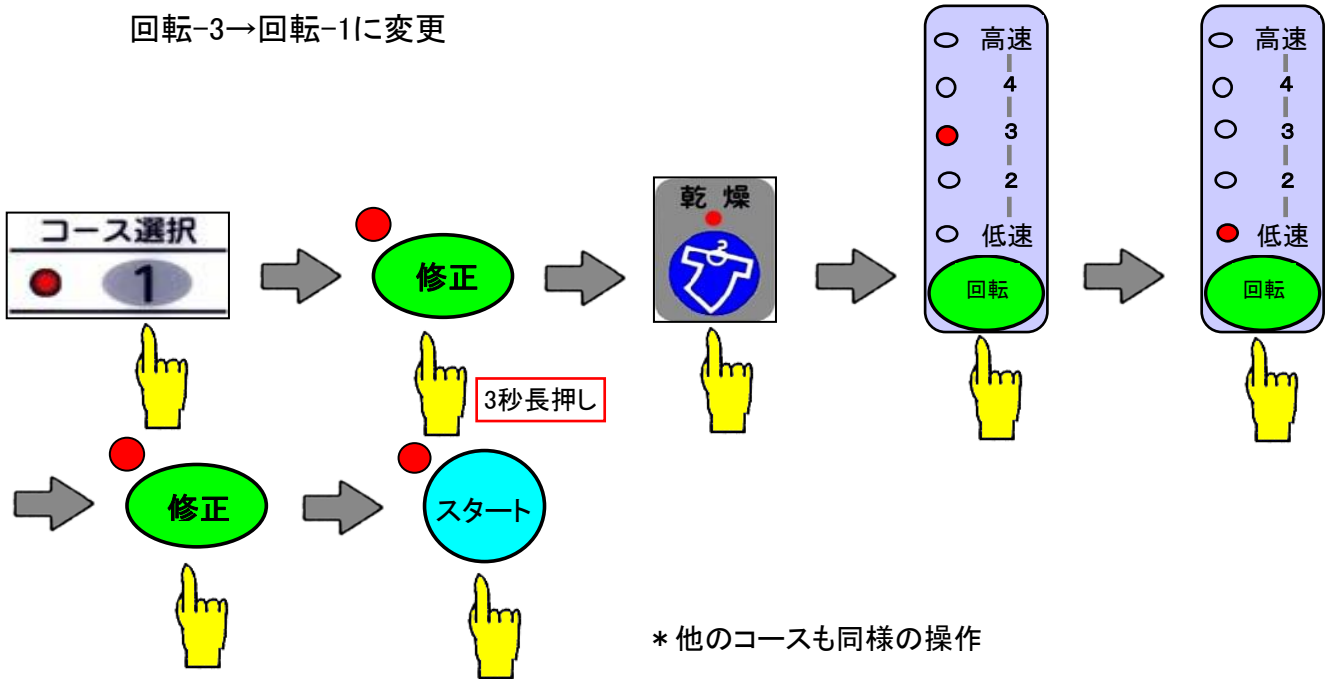 回転-3→回転-1に変更
コース選択
1
修正
3秒長押し
乾 燥
高速
4
3
2
低速
回転
高速
4
3
2
低速
回転
修正
スタート
*他のコースも同様の操作